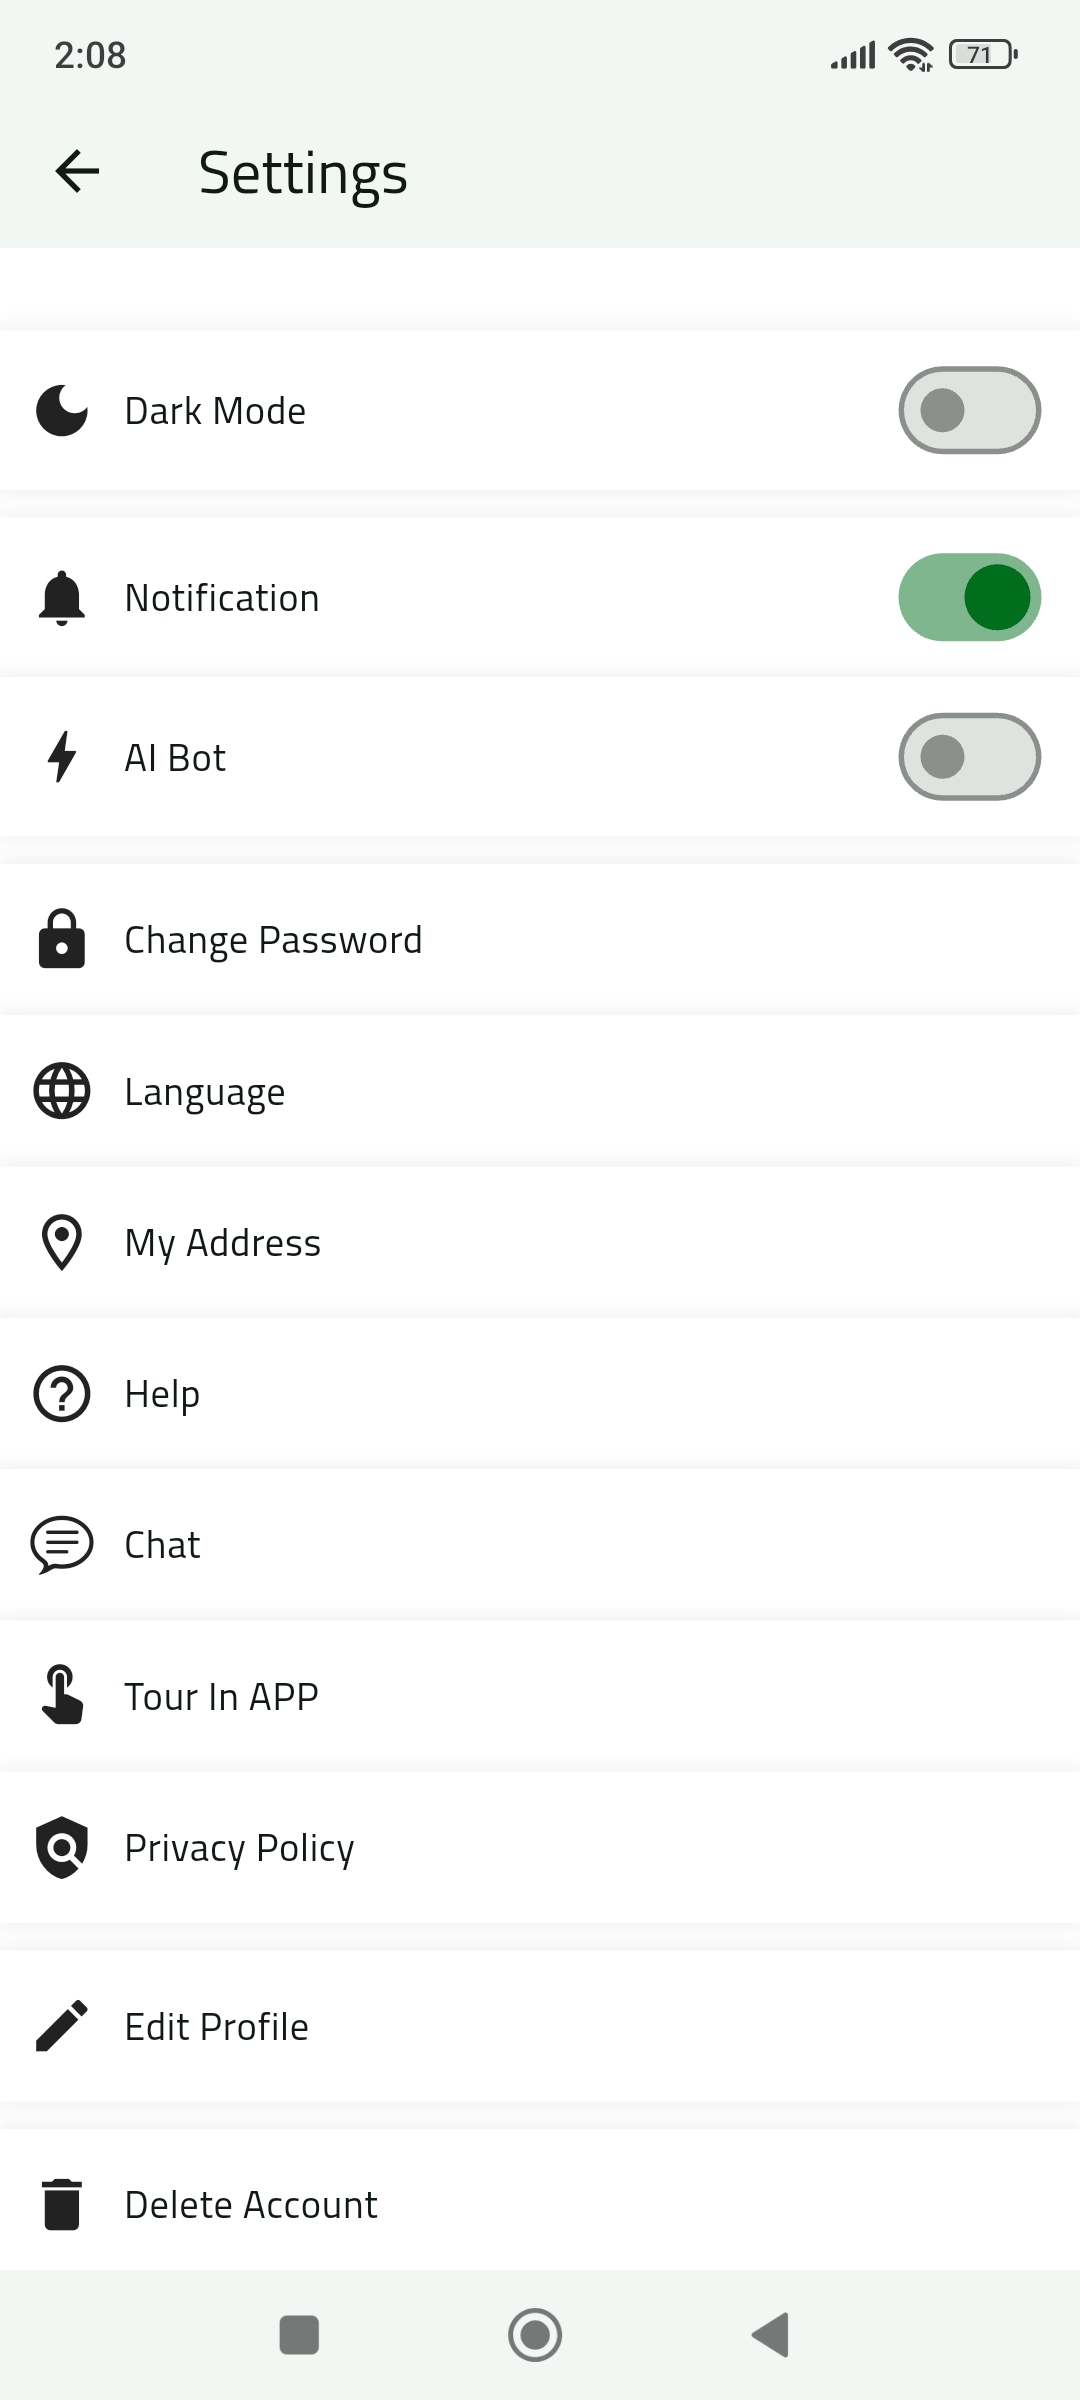 2:08
71
Settings
Dark Mode
Notification
AI Bot
Change Password
Language
My Address
Help
Chat
Tour In APP
Privacy Policy
Edit Profile
Delete Account